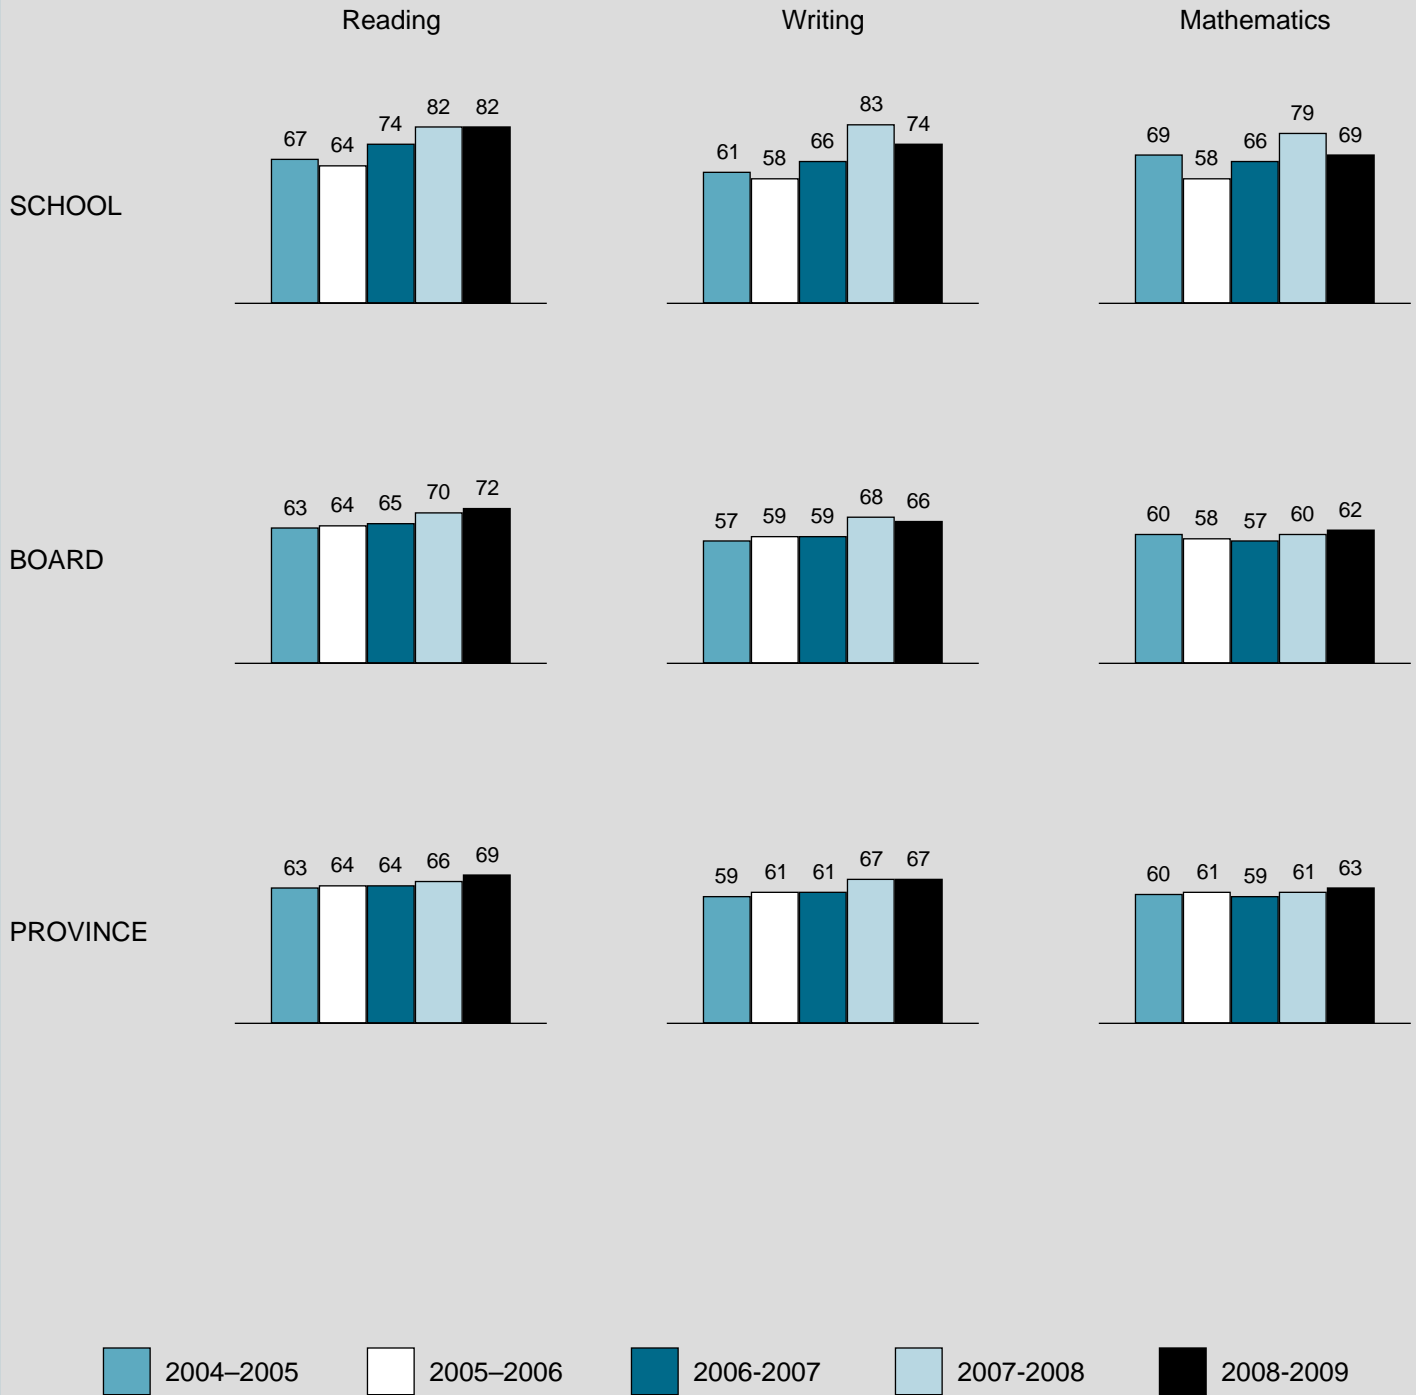 Reading Writing Mathematics
SCHOOL
67 64 74 82 82
61 58 66 83 74
69 58 66 79 69
BOARD
63 64 65 70 72
57 59 59 68 66
60 58 57 60 62
PROVINCE
63 64 64 66 69
59 61 61 67 67
60 61 59 61 63
2004–2005 2005–2006 2006-2007 2007-2008 2008-2009